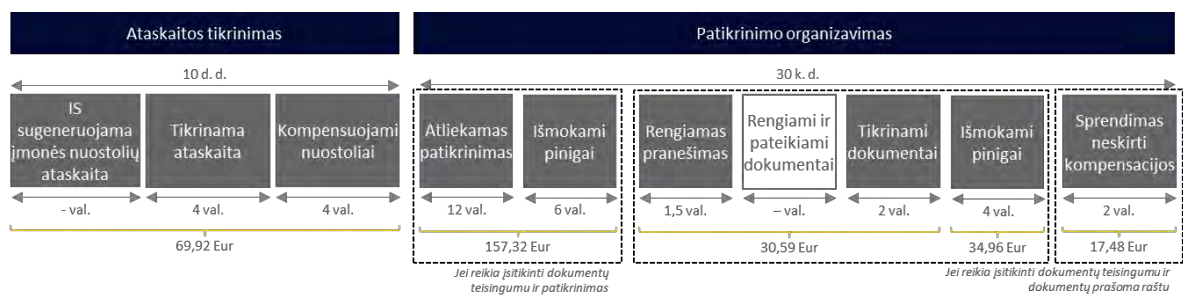 Ataskaitos tikrinimas
Patikrinimo organizavimas
10 d. d.
30 k. d.
IS
sugeneruojama
įmonės nuostolių
ataskaita
Tikrinama
ataskaita
Kompensuojami
nuostoliai
Atliekamas
patikrinimas
Išmokami
pinigai
Rengiamas
pranešimas
Rengiami ir
pateikiami
dokumentai
Tikrinami
dokumentai
Išmokami
pinigai
Sprendimas
neskirti
kompensacijos
- val.
4 val.
4 val.
12 val.
6 val.
1,5 val.
– val.
2 val.
4 val.
2 val.
69,92 Eur
157,32 Eur
30,59 Eur
34,96 Eur
17,48 Eur
Jei reikia įsitikinti dokumentų
teisingumu ir patikrinimas
Jei reikia įsitikinti dokumentų teisingumu ir
dokumentų prašoma raštu